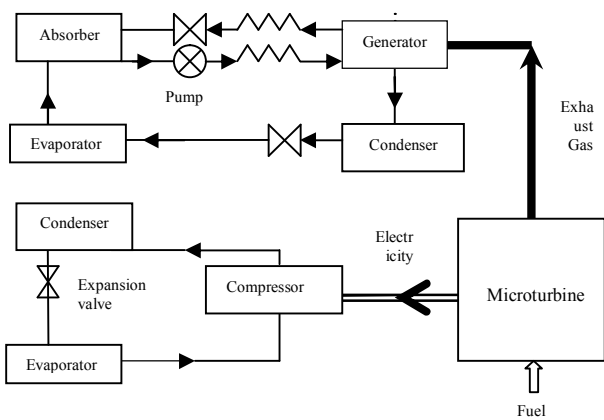 Absorber
Generator
Pump
Exha
ust
Gas
Evaporator
Condenser
Condenser
Electr
icity
Expansion
valve
Compressor
Microturbine
Evaporator
Fuel